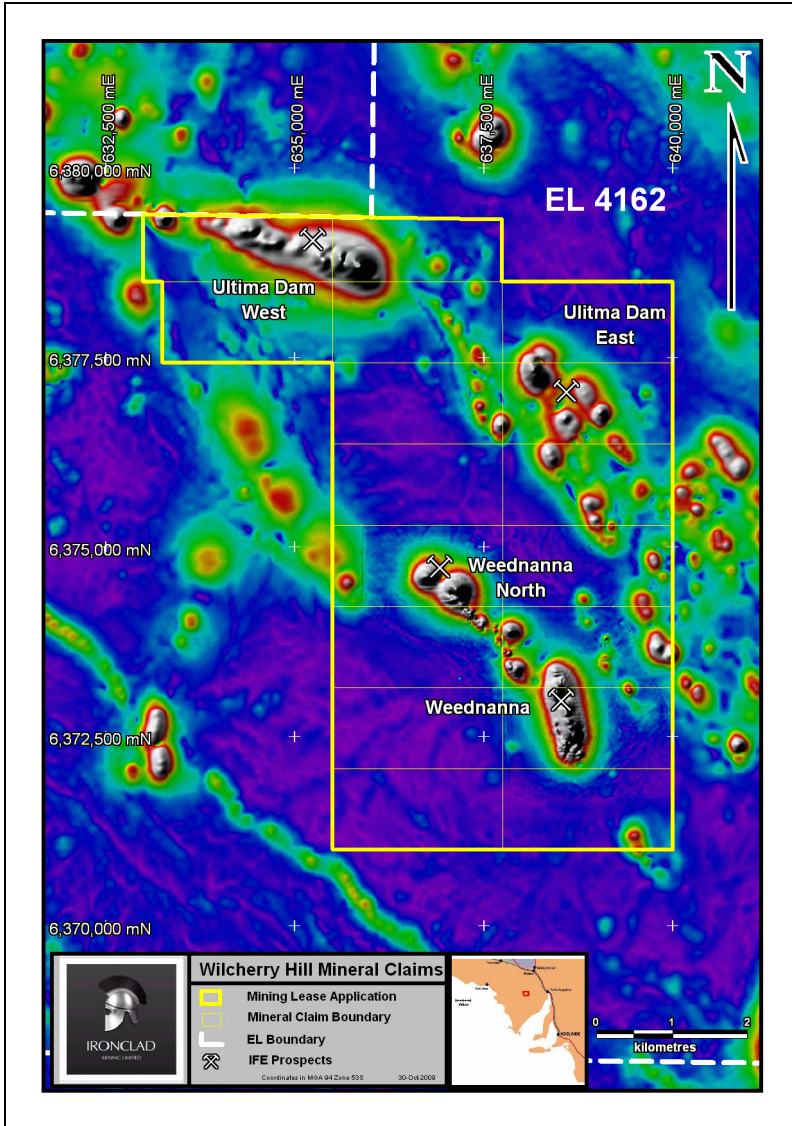 632,500 mE
635,000 mE
637,500 mE
640,000 mE
N
6,380,000 mN
EL 4162
Ultima Dam
West
Ulitma Dam
East
6,377,500 mN
6,375,000 mN
Weednanna
North
Weednanna
6,372,500 mN
6,370,000 mN
IRONCLAD
MINING LIMITED
Wilcherry Hill Mineral Claims
Mining Lease Application
Mineral Claim Boundary
EL Boundary
IFE Prospects
Coordinates in MGA 94 Zone 53S 30-Oct-2009
ADELAIDE
0 1 2
kilometres